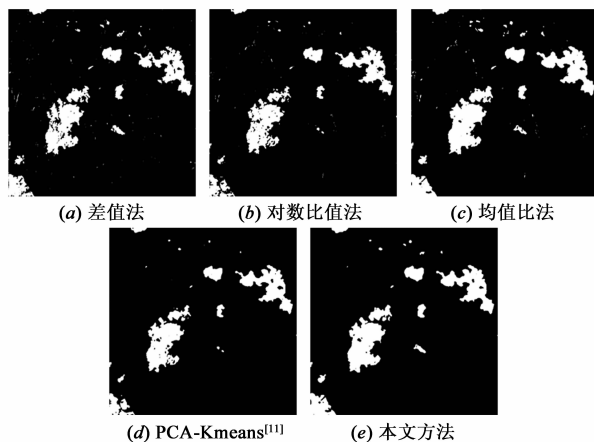 (a) 差值法
(b) 对数比值法
(c) 均值比法
(d) PCA-Kmeans[11]
(e) 本文方法